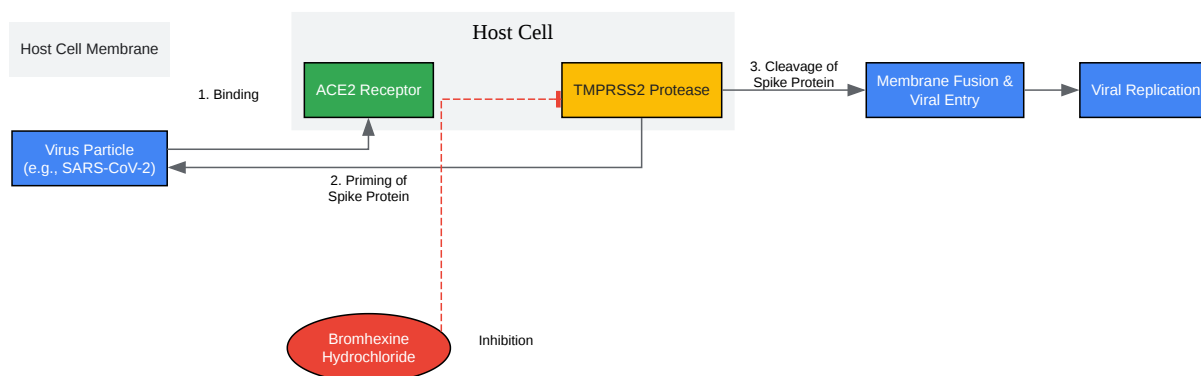 Host Cell
Host Cell Membrane
ACE2 Receptor
TMPRSS2 Protease
3. Cleavage of
Spike Protein
Membrane Fusion &
Viral Entry
Viral Replication
1. Binding
Virus Particle
(e.g., SARS-CoV-2)
2. Priming of
Spike Protein
Bromhexine
Hydrochloride
Inhibition